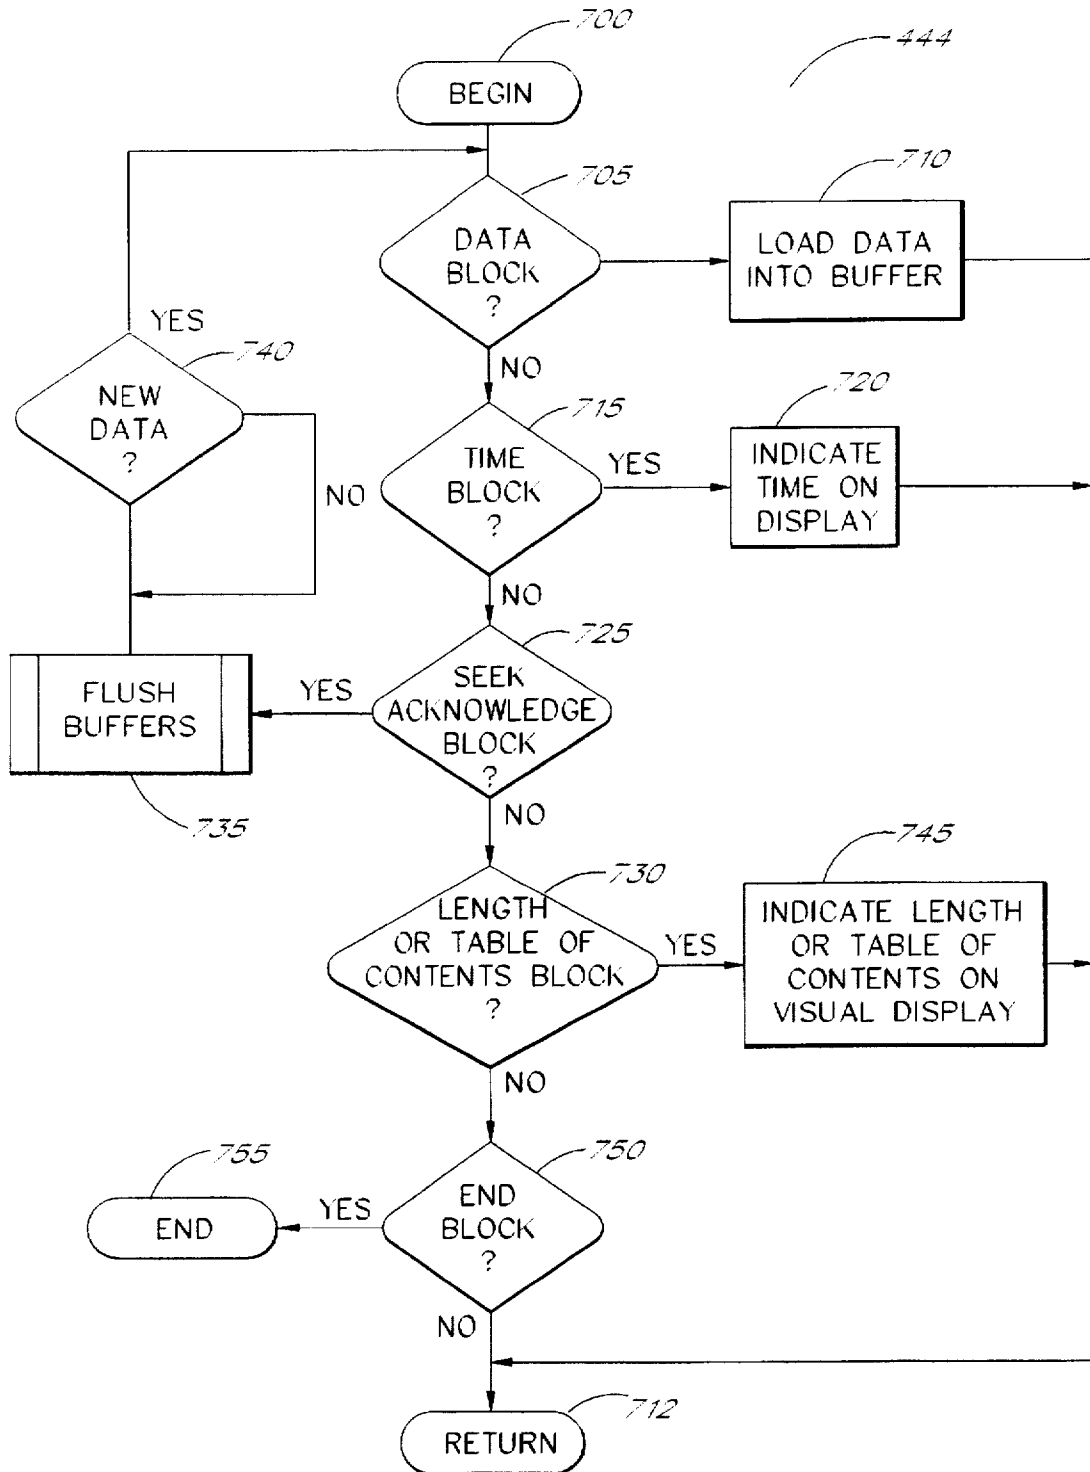 700
444
BEGIN
705
710
DATA
BLOCK
?
LOAD DATA
INTO BUFFER
YES
740
NEW
DATA
?
NO
NO
715
720
TIME
BLOCK
?
YES
INDICATE
TIME ON
DISPLAY
NO
725
SEEK
ACKNOWLEDGE
BLOCK
?
YES
FLUSH
BUFFERS
735
NO
730
745
LENGTH
OR TABLE OF
CONTENTS BLOCK
?
YES
INDICATE LENGTH
OR TABLE OF
CONTENTS ON
VISUAL DISPLAY
NO
755
750
END
BLOCK
?
YES
END
NO
712
RETURN